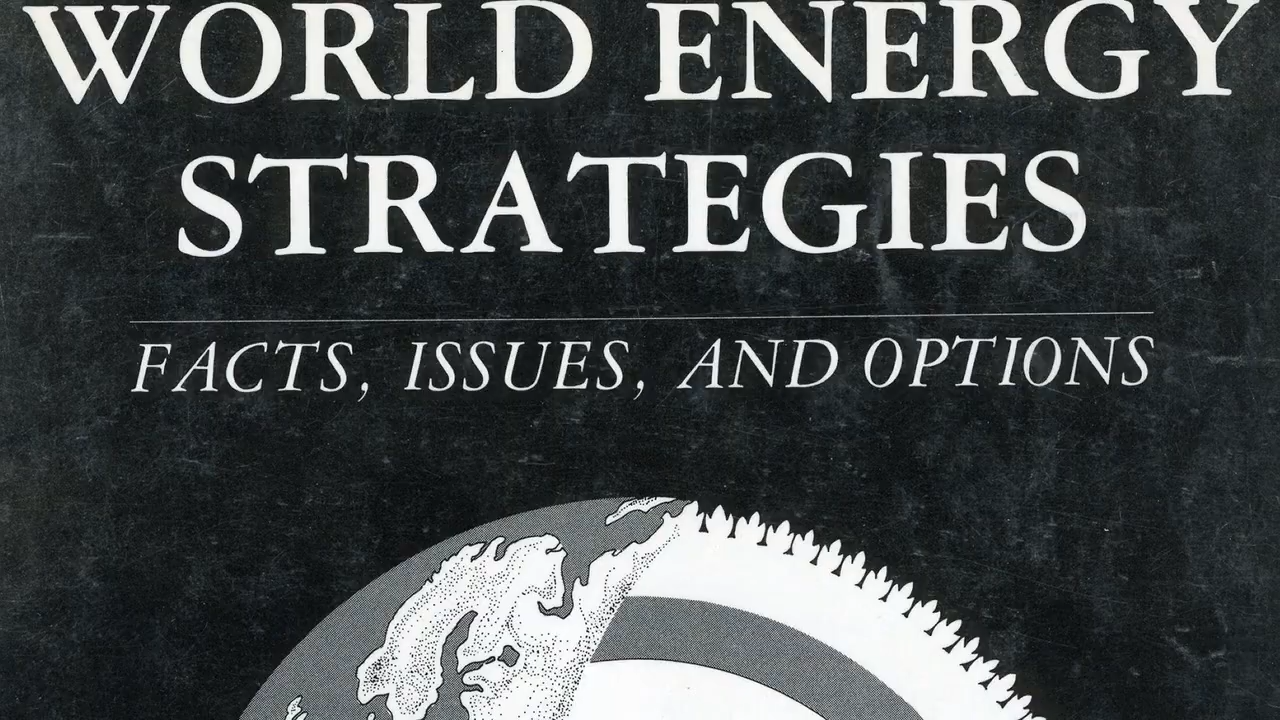 WORLD ENERGY
STRATEGIES
FACTS, ISSUES, AND OPTIONS